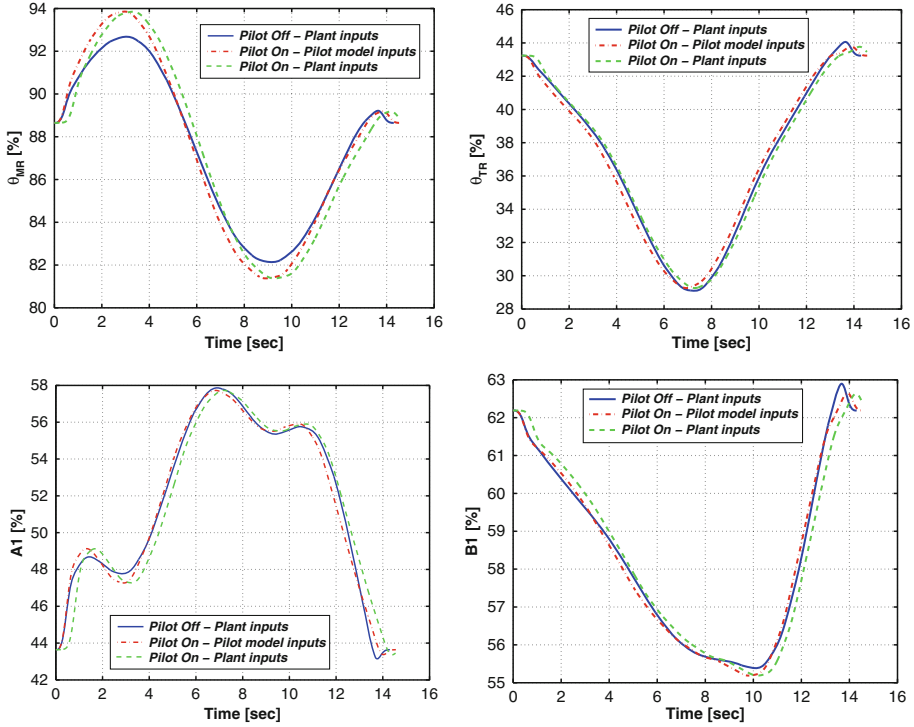 94
92
90
88
86
84
82
80
θMR [%]
Pilot Off – Plant inputs
Pilot On – Pilot model inputs
Pilot On – Plant inputs
0 2 4 6 8 10 12 14 16
Time [sec]
46
44
42
40
38
36
34
32
30
28
θTR [%]
Pilot Off – Plant inputs
Pilot On – Pilot model inputs
Pilot On – Plant inputs
0 2 4 6 8 10 12 14 16
Time [sec]
58
56
54
52
50
48
46
44
42
A1 [%]
Pilot Off – Plant inputs
Pilot On – Pilot model inputs
Pilot On – Plant inputs
0 2 4 6 8 10 12 14 16
Time [sec]
63
62
61
60
59
58
57
56
55
B1 [%]
Pilot Off – Plant inputs
Pilot On – Pilot model inputs
Pilot On – Plant inputs
0 2 4 6 8 10 12 14 16
Time [sec]